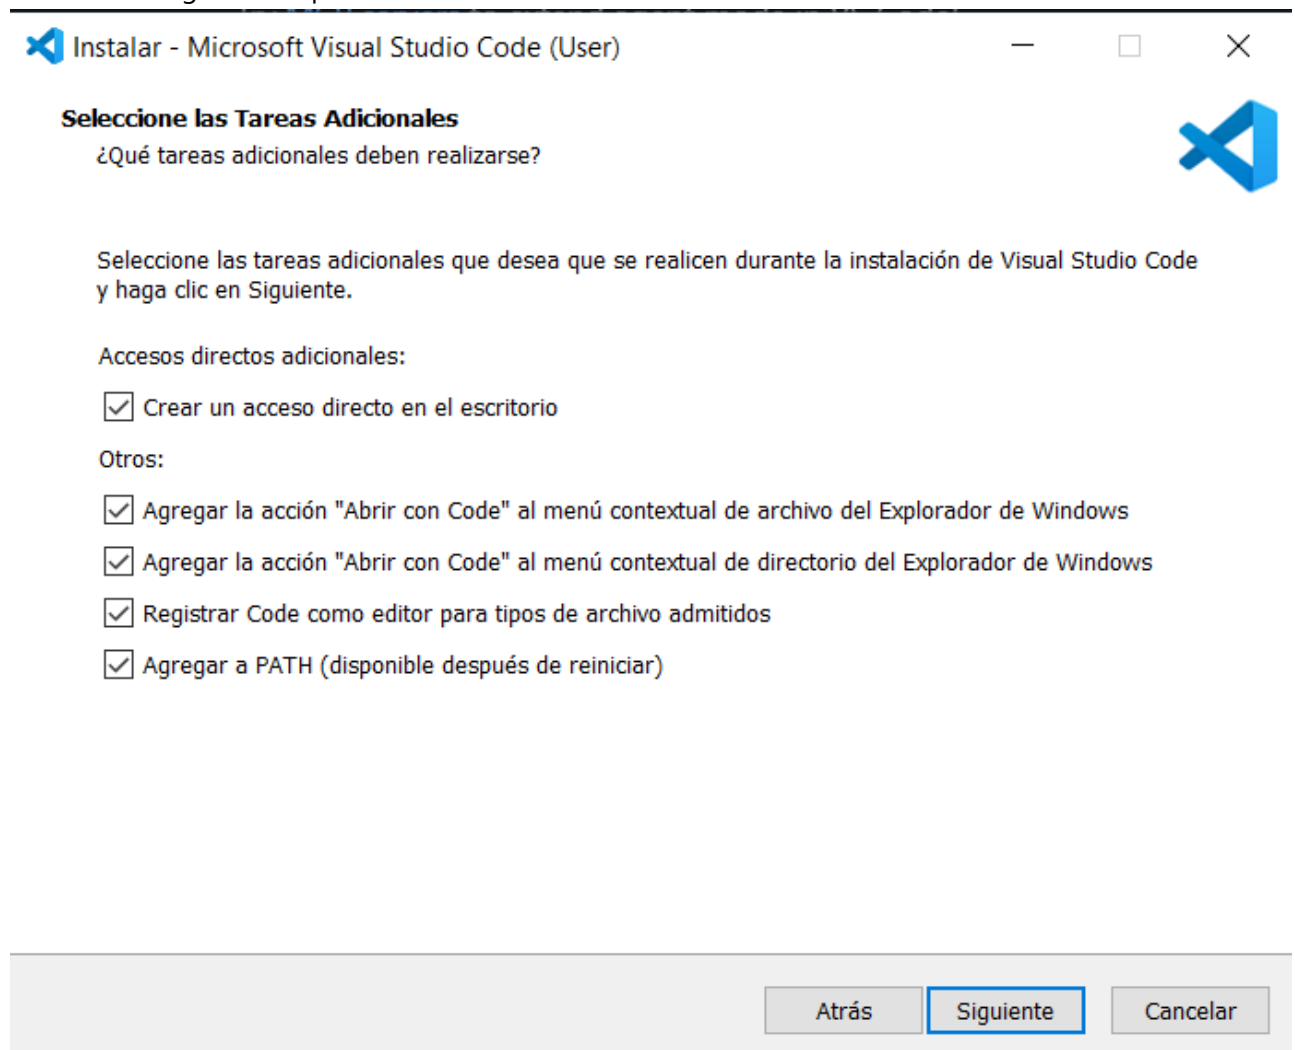 Instalar - Microsoft Visual Studio Code (User)
Seleccione las Tareas Adicionales
¿Qué tareas adicionales deben realizarse?
Seleccione las tareas adicionales que desea que se realicen durante la instalación de Visual Studio Code
y haga clic en Siguiente.
Accesos directos adicionales:
Crear un acceso directo en el escritorio
Otros:
Agregar la acción "Abrir con Code" al menú contextual de archivo del Explorador de Windows
Agregar la acción "Abrir con Code" al menú contextual de directorio del Explorador de Windows
Registrar Code como editor para tipos de archivo admitidos
Agregar a PATH (disponible después de reiniciar)
Atrás Siguiente Cancelar